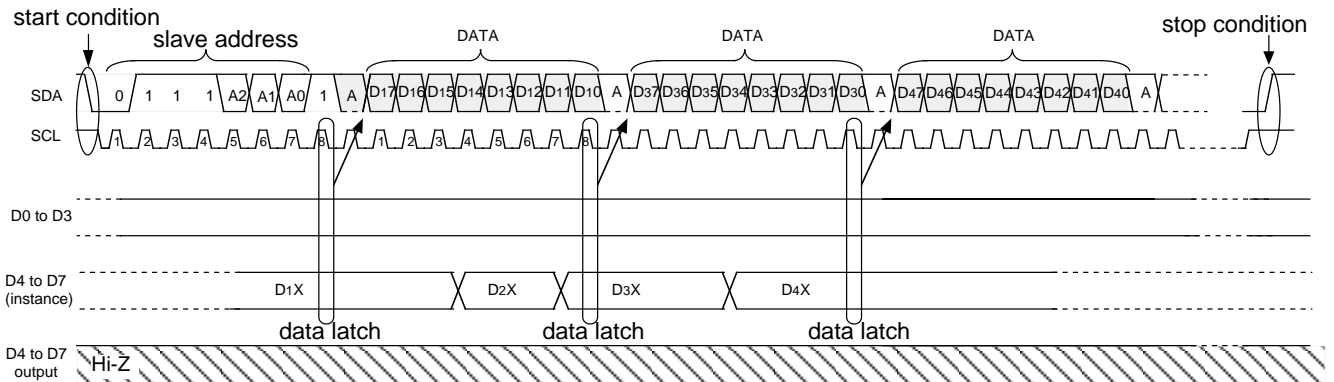 start condition
stop condition
slave address
DATA
DATA
DATA
SDA
0 1 1 1 A2 A1 A0 1 A D17 D16 D15 D14 D13 D12 D11 D10 A D37 D36 D35 D34 D33 D32 D31 D30 A D47 D46 D45 D44 D43 D42 D41 D40 A
SCL
1 2 3 4 5 6 7 8 1 2 3 4 5 6 7 8
D0 to D3
D4 to D7
(instance)
D1X D2X D3X D4X
data latch
data latch
data latch
D4 to D7
output
Hi-Z